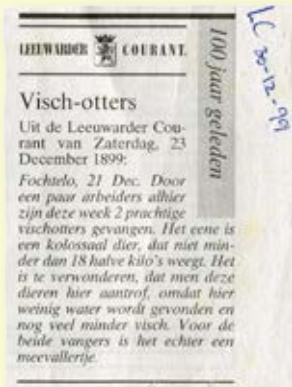 LEEUWARDER COURANT.
100 jaar geleden
LC 30-12-99
Visch-otters
Uit de Leeuwarder Cou-
rant van Zaterdag, 23
December 1899:
Fochtelo, 21 Dec. Door
een paar arbeiders alhier
zijn deze week 2 prachtige
vischotters gevangen. Het eene is
een kolossaal dier, dat niet min-
der dan 18 halve kilo's weegt. Het
is te verwonderen, dat men deze
dieren hier aantrof, omdat hier
weinig water wordt gevonden en
nog veel minder visch. Voor de
beide vangers is het echter een
meevallertje.